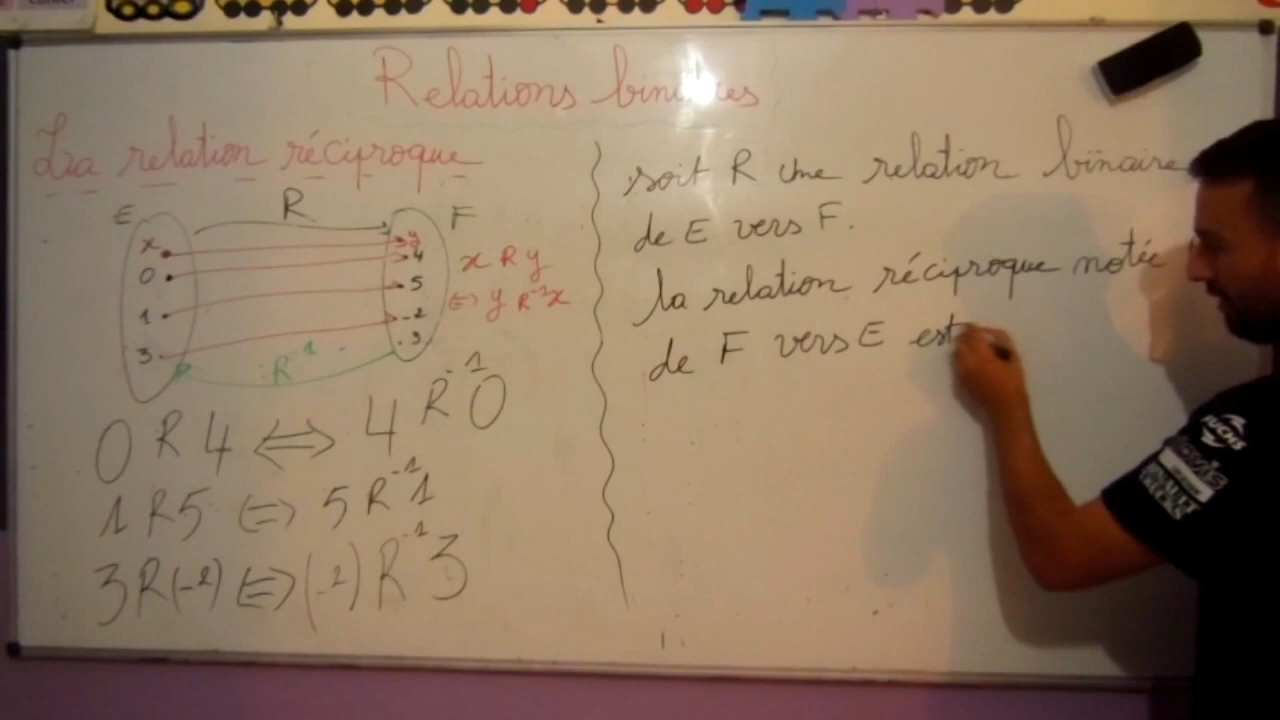 Relations binaires
La relation réciproque
E R F
x y
0 4
1 5
3 -2
3
R⁻¹
x R y
⇔ y R⁻¹ x
0 R 4 ⇔ 4 R⁻¹ 0
1 R 5 ⇔ 5 R⁻¹ 1
3 R (-2) ⇔ (-2) R⁻¹ 3
soit R une relation binaire
de E vers F.
la relation réciproque notée
de F vers E est
FUCHS